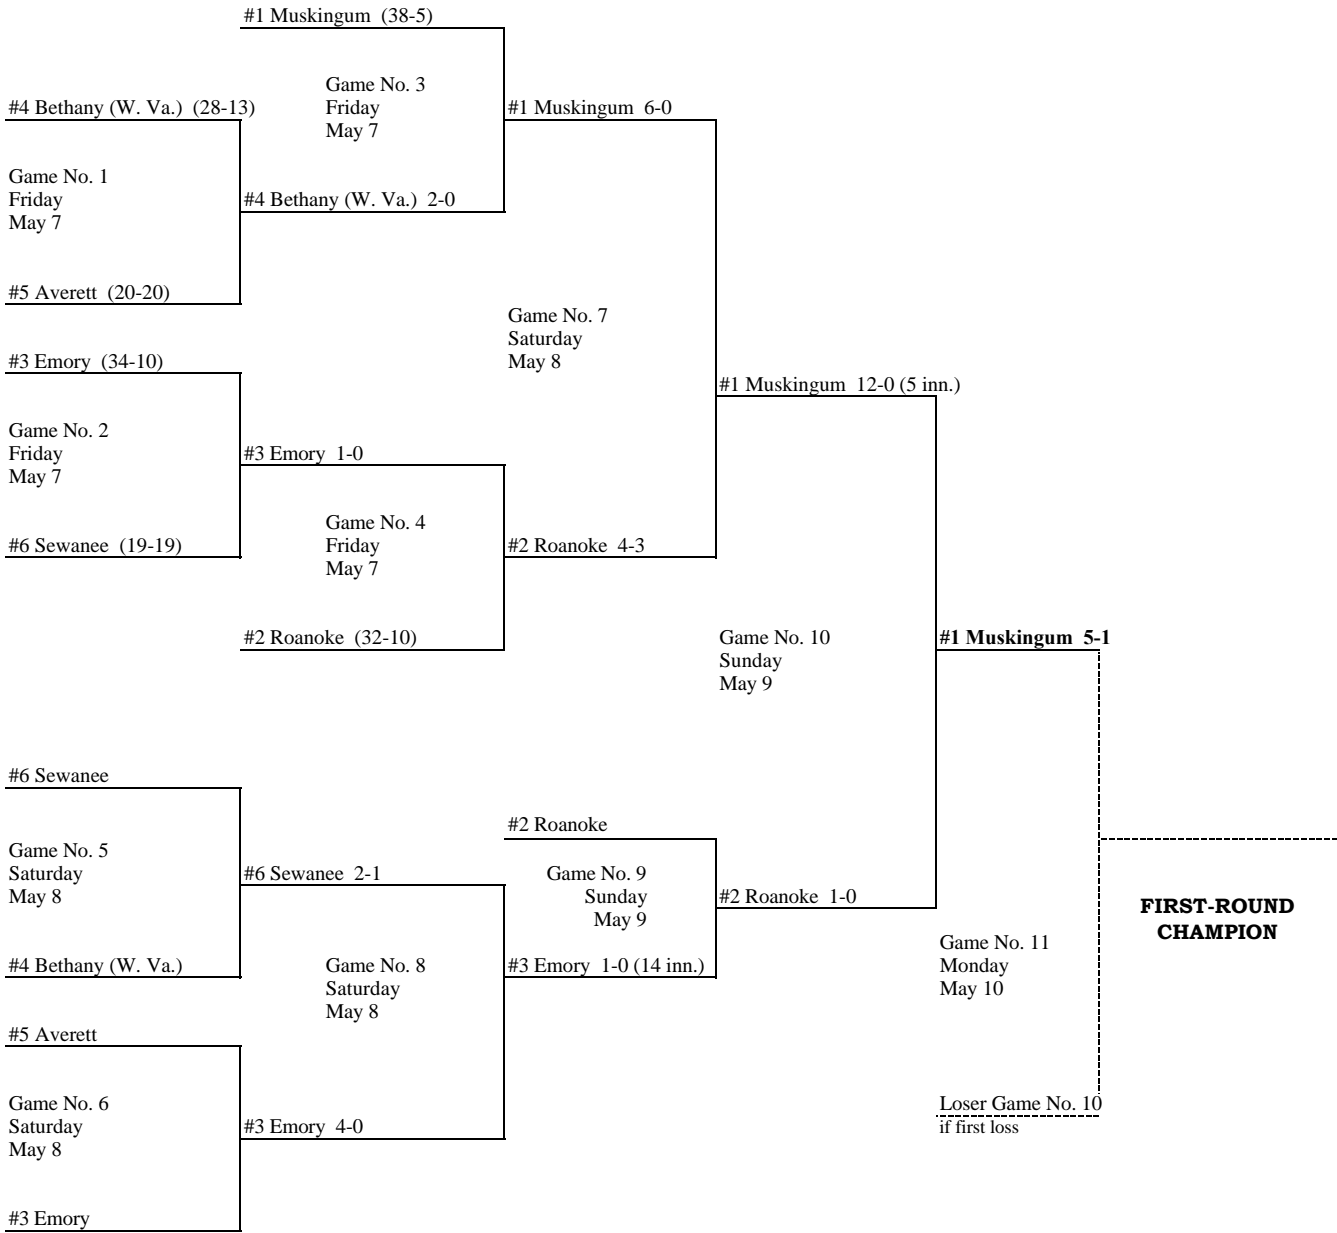 #1 Muskingum (38-5)
Game No. 3
Friday
May 7
#4 Bethany (W. Va.) (28-13)
#1 Muskingum 6-0
Game No. 1
Friday
May 7
#4 Bethany (W. Va.) 2-0
#5 Averett (20-20)
Game No. 7
Saturday
May 8
#3 Emory (34-10)
#1 Muskingum 12-0 (5 inn.)
Game No. 2
Friday
May 7
#3 Emory 1-0
Game No. 4
Friday
May 7
#6 Sewanee (19-19)
#2 Roanoke 4-3
#2 Roanoke (32-10)
Game No. 10
Sunday
May 9
#1 Muskingum 5-1
#6 Sewanee
#2 Roanoke
Game No. 5
Saturday
May 8
#6 Sewanee 2-1
Game No. 9
Sunday
May 9
#2 Roanoke 1-0
FIRST-ROUND
CHAMPION
#4 Bethany (W. Va.)
Game No. 8
Saturday
May 8
#3 Emory 1-0 (14 inn.)
Game No. 11
Monday
May 10
#5 Averett
Game No. 6
Saturday
May 8
#3 Emory 4-0
Loser Game No. 10
if first loss
#3 Emory